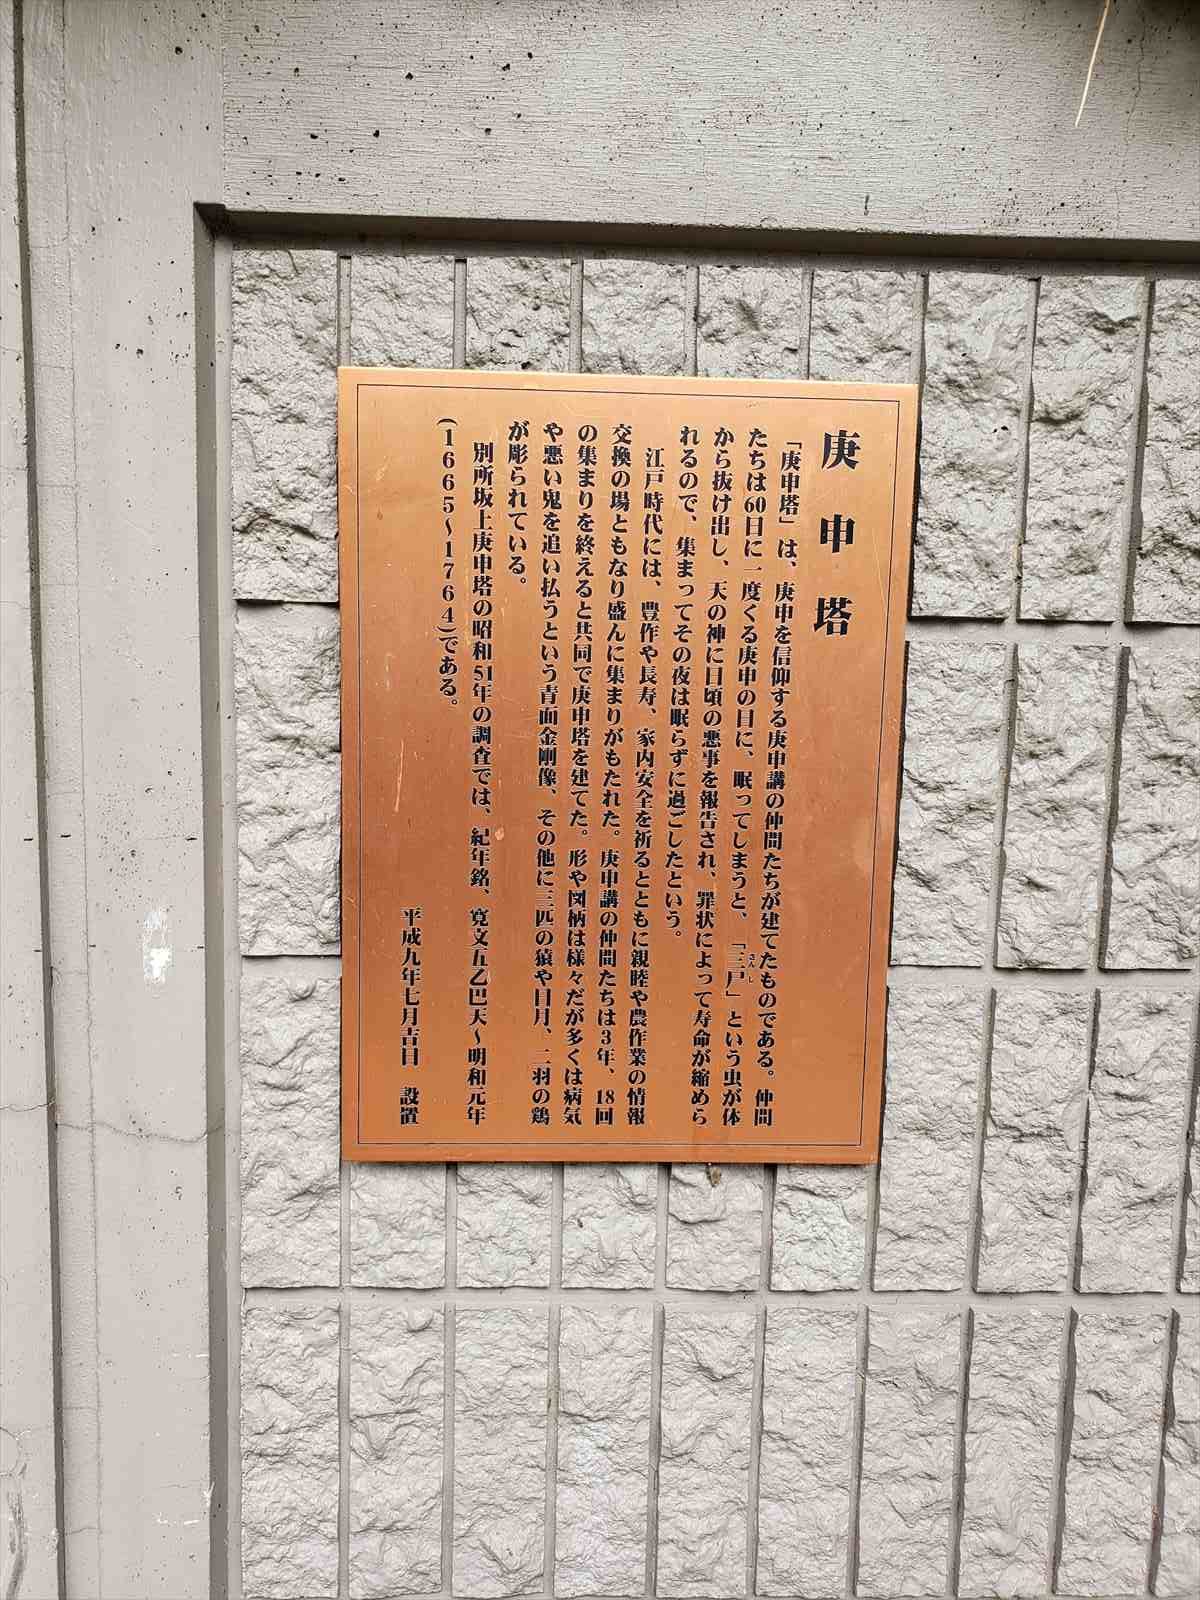 庚申塔
「庚申塔」は、庚申を信仰する庚申講の仲間たちが建てたものである。仲間
たちは60日に一度くる庚申の日に、眠ってしまうと、「三尸」という虫が体
さんし
から抜け出し、天の神に日頃の悪事を報告され、罪状によって寿命が縮めら
れるので、集まってその夜は眠らずに過ごしたという。
江戸時代には、豊作や長寿、家内安全を祈るとともに親睦や農作業の情報
交換の場ともなり盛んに集まりがもたれた。庚申講の仲間たちは3年、18回
の集まりを終えると共同で庚申塔を建てた。形や図柄は様々だが多くは病気
や悪い鬼を追い払うという青面金剛像、その他に三匹の猿や日月、二羽の鶏
が彫られている。
別所坂上庚申塔の昭和51年の調査では、紀年銘、寛文五乙巴天～明和元年
(1665～1764)である。
平成九年七月吉日　設置